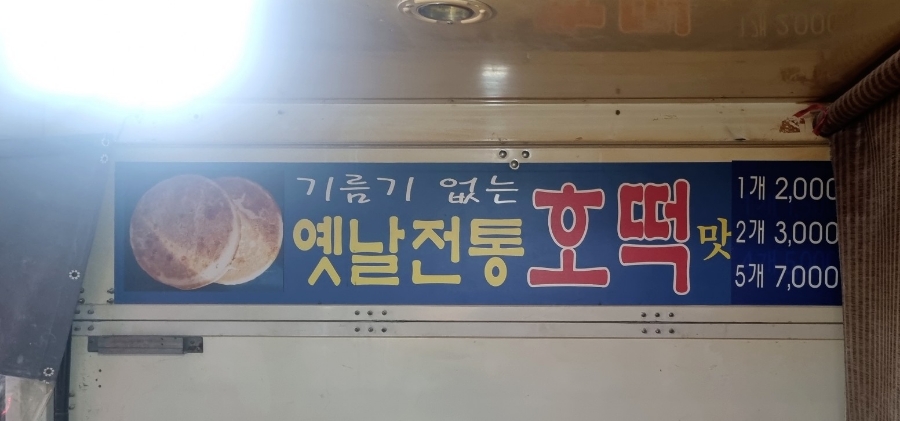 기름기 없는
옛날전통 호떡 맛
1개 2,000
2개 3,000
5개 7,000